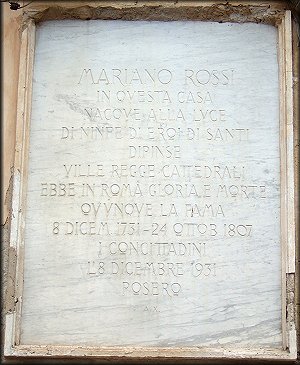 MARIANO ROSSI
IN QVESTA CASA
NACQVE ALLA LVCE
DI NINFE DI EROI DI SANTI
DIPINSE
VILLE REGGE CATTEDRALI
EBBE IN ROMA GLORIA E MORTE
OVVNQVE LA FAMA
8 DICEM 1731-24 OTTOB 1807
I CONCITTADINI
L'8 DICEMBRE 1931
POSERO